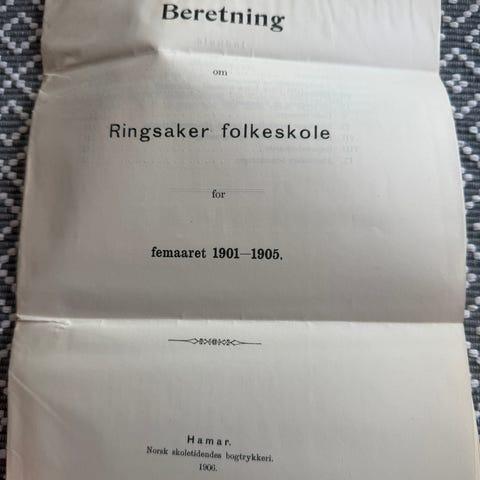 Beretning
om
Ringsaker folkeskole
for
femaaret 1901—1905.
Hamar.
Norsk skoletidendes bogtrykkeri.
1906.